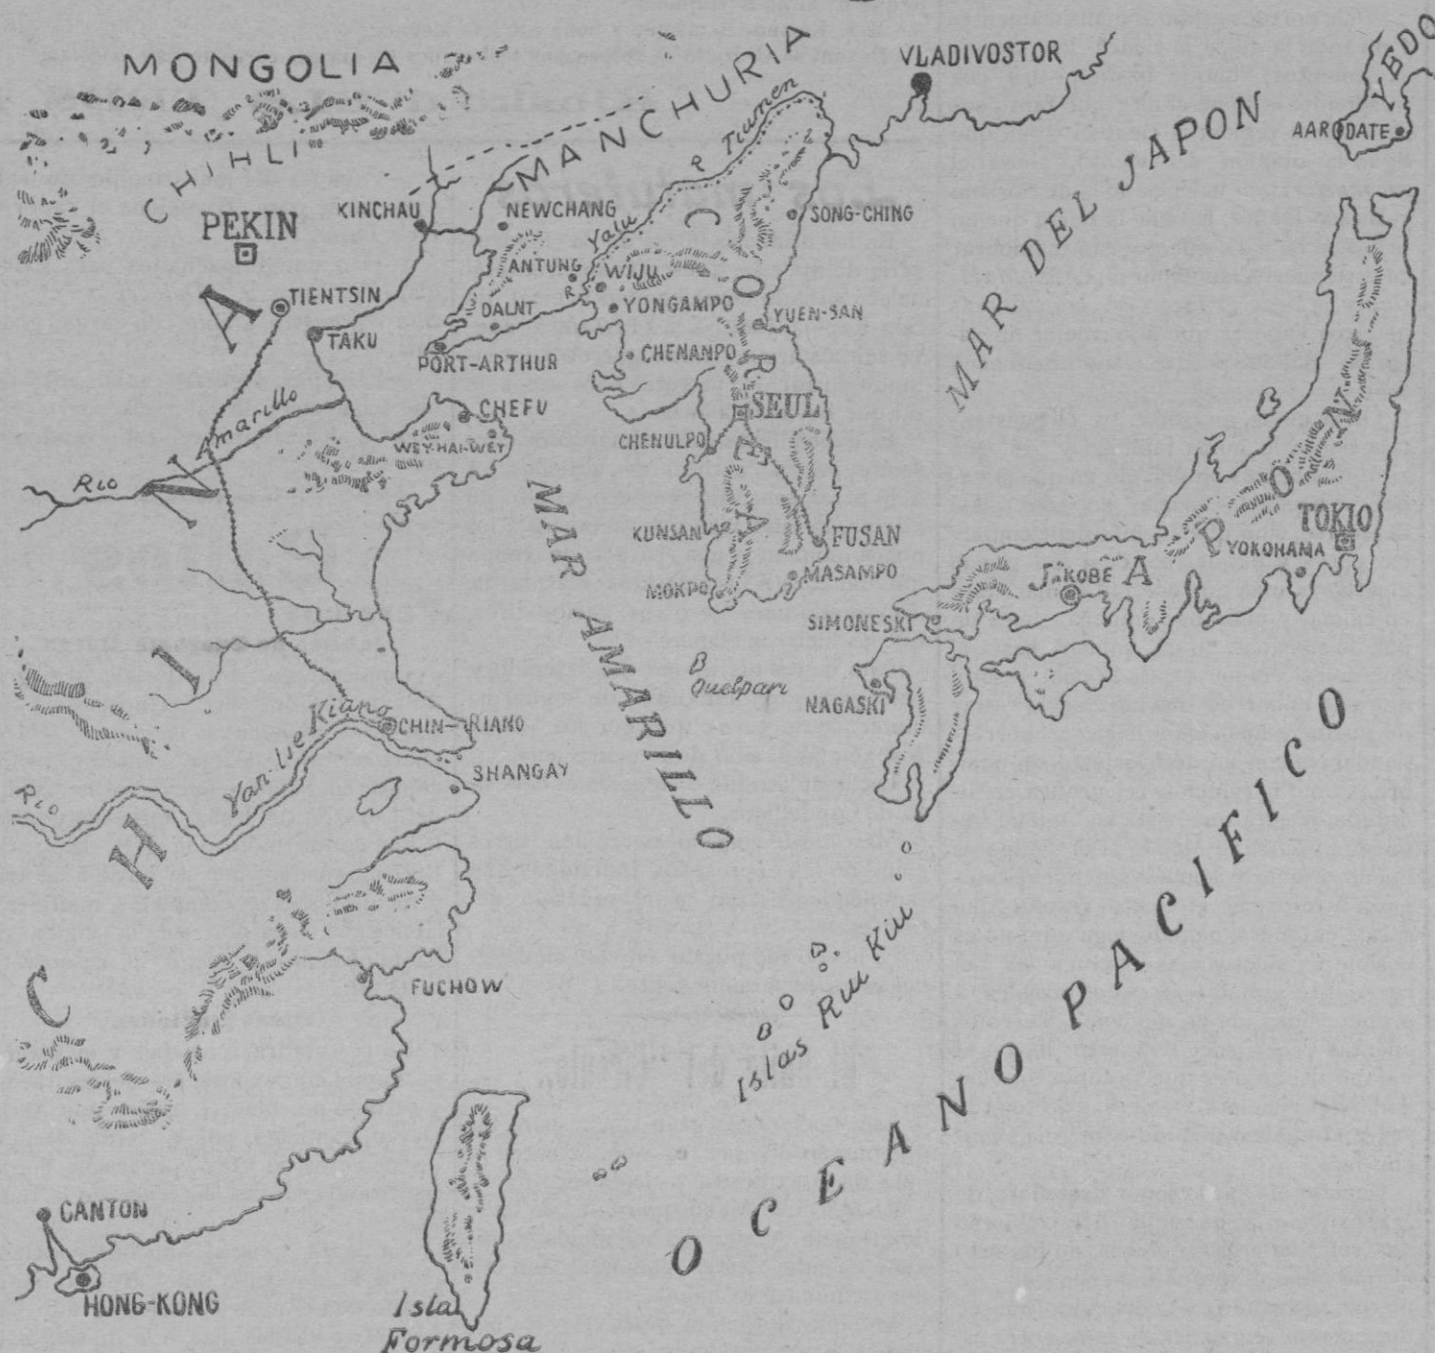 MONGOLIA
MANCHURIA
VLADIVOSTOR
YEDO
AARODATE
CHIHLI
PEKIN
KINCHAU
NEWCHANG
R Tiumen
SONG-CHING
MAR DEL JAPON
Yalu
R
ANTUNG
WIJU
TIENTSIN
DALNT
YONGAMPO
YUEN-SAN
TAKU
PORT-ARTHUR
CHENANPO
COREA
SEUL
CHEFU
WEY-HAI-WEY
CHENULPO
Rio Amarillo
MAR AMARILLO
KUNSAN
FUSAN
MASAMPO
MOKPO
JAPON
TOKIO
YOKOHAMA
KOBE
SIMONESKI
NAGASKI
Quelpart
CHINA
Rio Yan-tse Kiano
CHIN-RIANO
SHANGAY
FUCHOW
Islas Riu Kiu
OCEANO PACIFICO
CANTON
HONG-KONG
Isla
Formosa